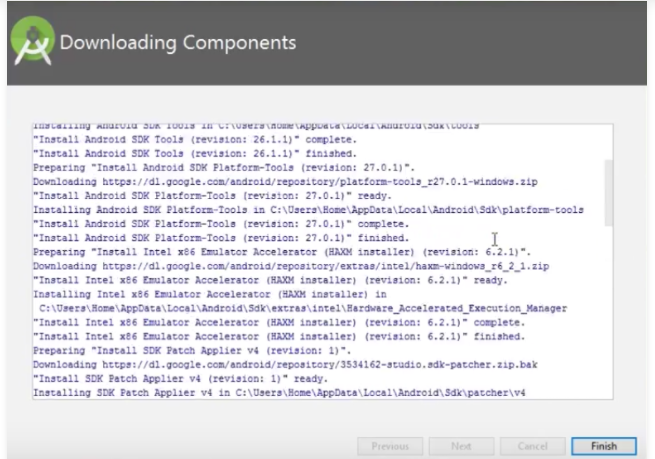 Downloading Components
Installing Android SDK Tools in C:\Users\Home\AppData\Local\Android\Sdk\tools
"Install Android SDK Tools (revision: 26.1.1)" complete.
"Install Android SDK Tools (revision: 26.1.1)" finished.
Preparing "Install Android SDK Platform-Tools (revision: 27.0.1)".
Downloading https://dl.google.com/android/repository/platform-tools_r27.0.1-windows.zip
"Install Android SDK Platform-Tools (revision: 27.0.1)" ready.
Installing Android SDK Platform-Tools in C:\Users\Home\AppData\Local\Android\Sdk\platform-tools
"Install Android SDK Platform-Tools (revision: 27.0.1)" complete.
"Install Android SDK Platform-Tools (revision: 27.0.1)" finished.
Preparing "Install Intel x86 Emulator Accelerator (HAXM installer) (revision: 6.2.1)".
Downloading https://dl.google.com/android/repository/extras/intel/haxm-windows_r6_2_1.zip
"Install Intel x86 Emulator Accelerator (HAXM installer) (revision: 6.2.1)" ready.
Installing Intel x86 Emulator Accelerator (HAXM installer) in
C:\Users\Home\AppData\Local\Android\Sdk\extras\intel\Hardware_Accelerated_Execution_Manager
"Install Intel x86 Emulator Accelerator (HAXM installer) (revision: 6.2.1)" complete.
"Install Intel x86 Emulator Accelerator (HAXM installer) (revision: 6.2.1)" finished.
Preparing "Install SDK Patch Applier v4 (revision: 1)".
Downloading https://dl.google.com/android/repository/3534162-studio.sdk-patcher.zip.bak
"Install SDK Patch Applier v4 (revision: 1)" ready.
Installing SDK Patch Applier v4 in C:\Users\Home\AppData\Local\Android\Sdk\patcher\v4
Previous Next Cancel Finish